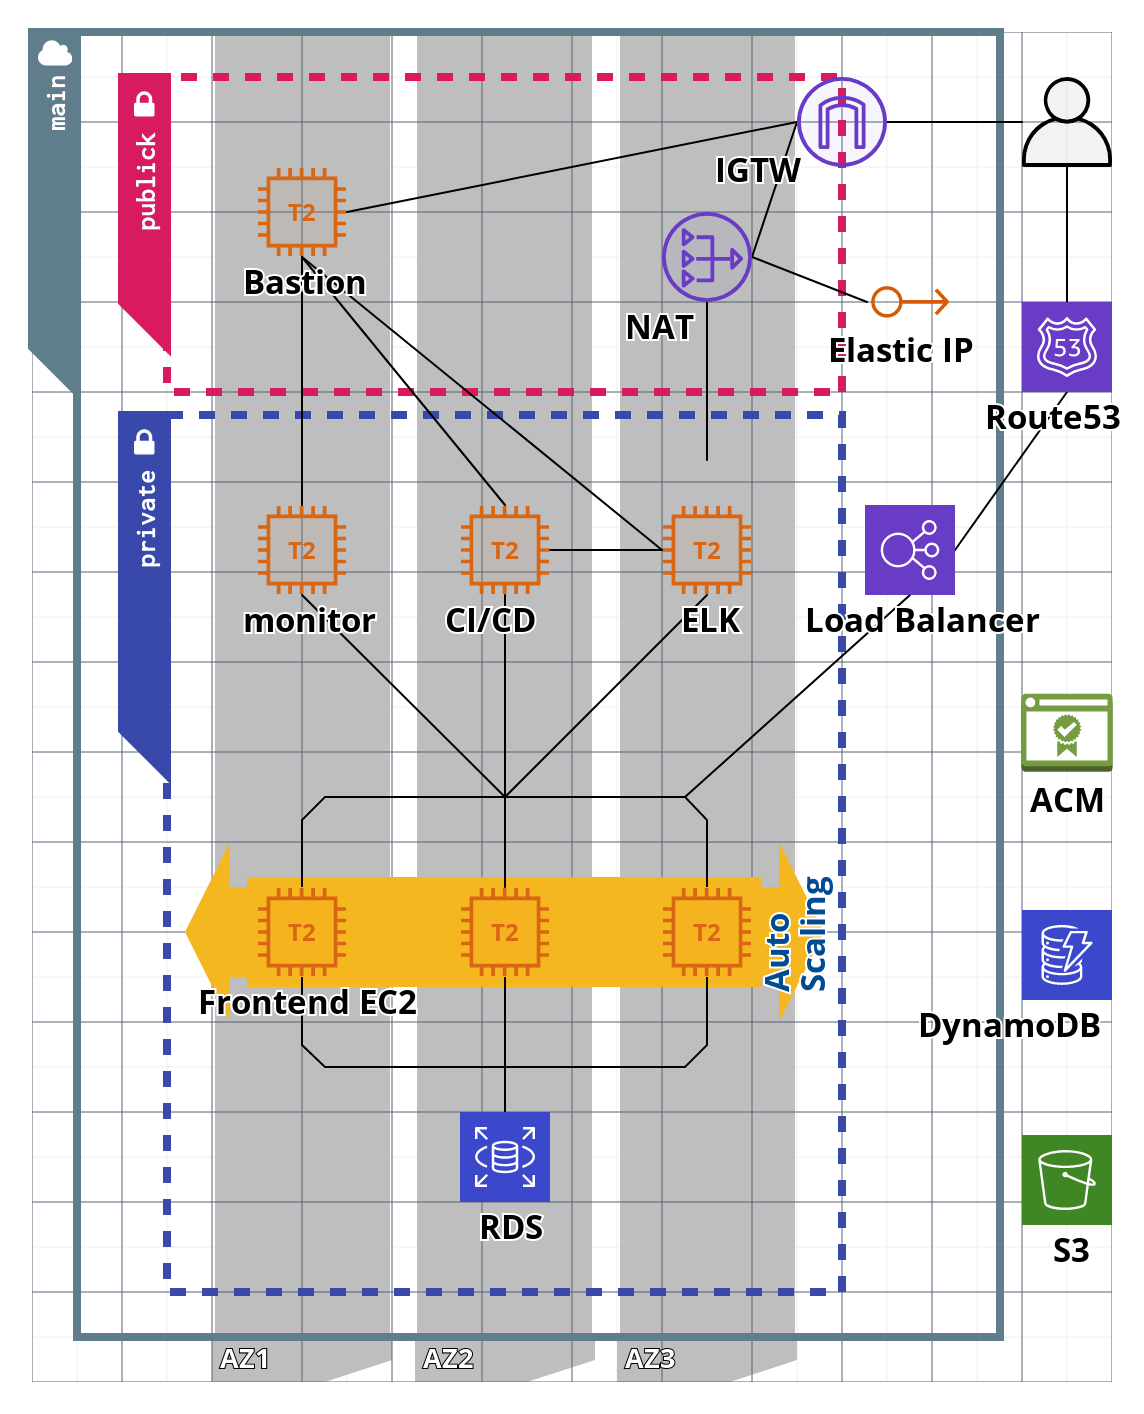 main
publick
IGTW
T2
Bastion
NAT
Elastic IP
53
Route53
private
T2
T2
T2
monitor
CI/CD
ELK
Load Balancer
ACM
T2
T2
T2
Auto
Scaling
Frontend EC2
DynamoDB
RDS
S3
AZ1
AZ2
AZ3